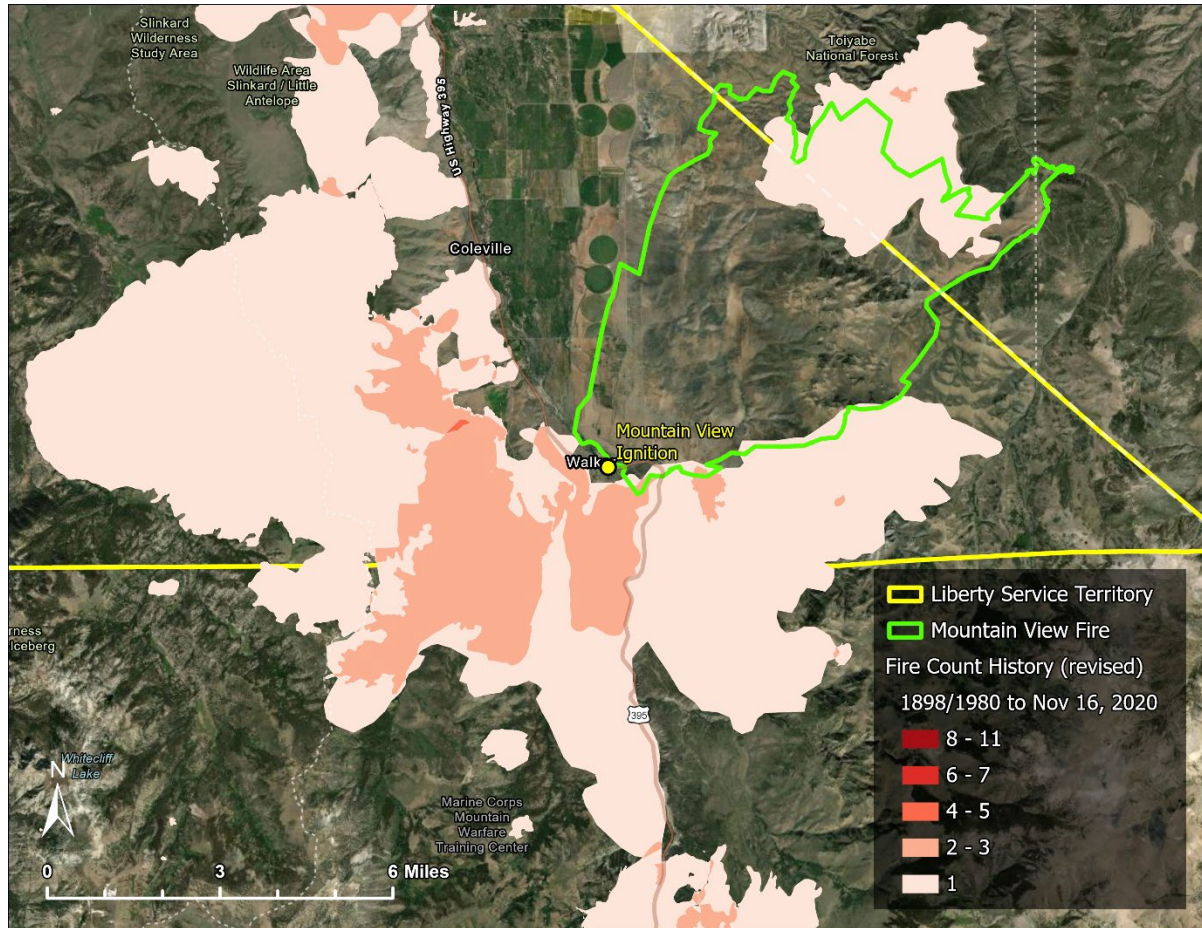 Slinkard
Wilderness
Study Area
Wildlife Area
Slinkard / Little
Antelope
US Highway 395
Toiyabe
National Forest
Coleville
Mountain View
Ignition
Walk
rness
Iceberg
395
Whitecliff
Lake
N
Marine Corps
Mountain
Warfare
Training Center
0 3 6 Miles
Liberty Service Territory
Mountain View Fire
Fire Count History (revised)
1898/1980 to Nov 16, 2020
8 - 11
6 - 7
4 - 5
2 - 3
1